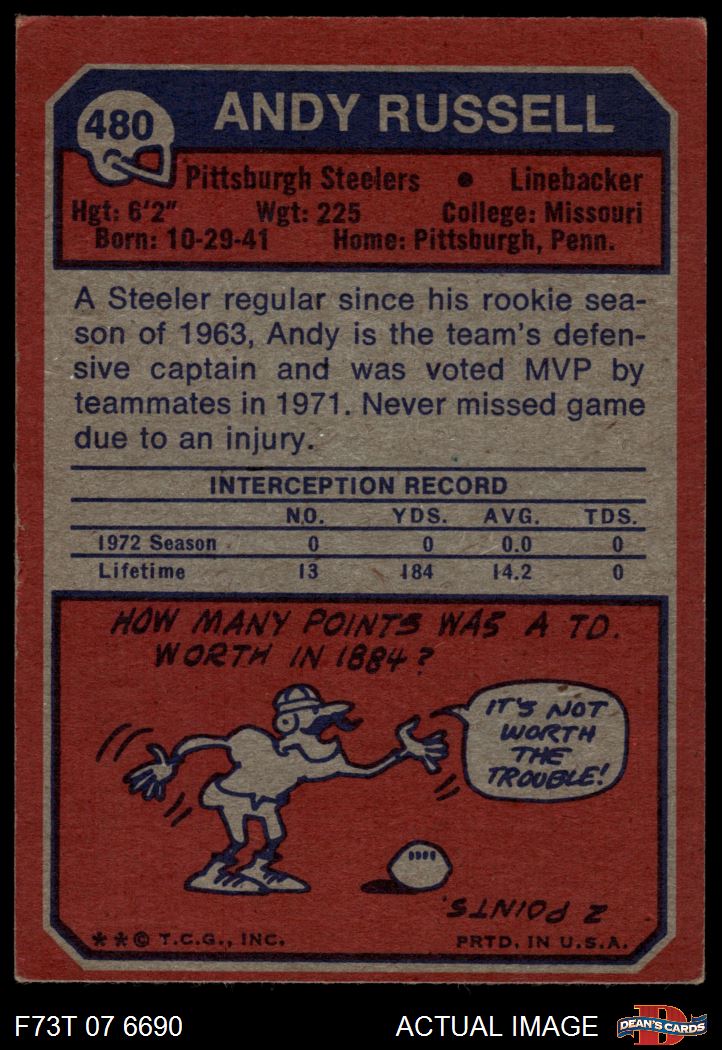 480
ANDY RUSSELL
Pittsburgh Steelers • Linebacker
Hgt: 6'2" Wgt: 225 College: Missouri
Born: 10-29-41 Home: Pittsburgh, Penn.
A Steeler regular since his rookie sea-
son of 1963, Andy is the team's defen-
sive captain and was voted MVP by
teammates in 1971. Never missed game
due to an injury.
INTERCEPTION RECORD
NO. YDS. AVG. TDS.
1972 Season 0 0 0.0 0
Lifetime 13 184 14.2 0
HOW MANY POINTS WAS A TD.
WORTH IN 1884?
IT'S NOT
WORTH
THE
TROUBLE!
2 POINTS.
**© T.C.G., INC. PRTD. IN U.S.A.
F73T 07 6690 ACTUAL IMAGE
DEAN'S CARDS